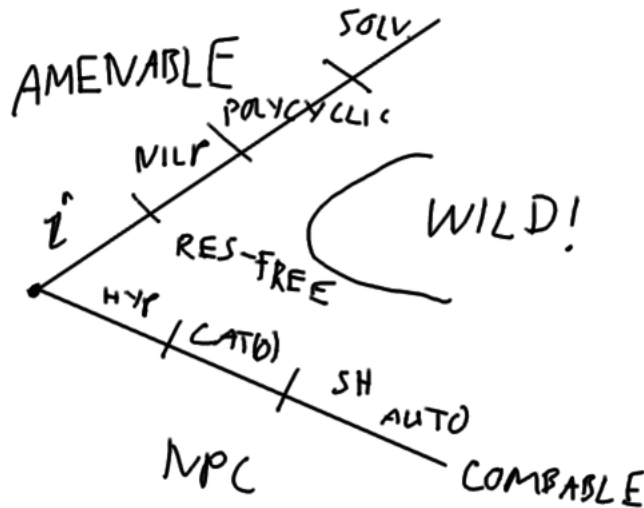 SOLV.
AMENABLE
POLYCYCLIC
NILP
WILD!
RES-FREE
HYP
CAT(0)
SH
AUTO
NPC
COMBABLE